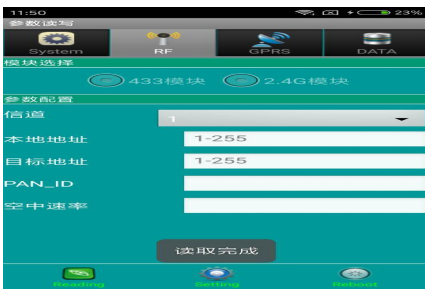 11:50 23%
参数读写
System RF GPRS DATA
模块选择
433模块 2.4G模块
参数配置
信道 1
本地地址 1-255
目标地址 1-255
PAN_ID
空中速率
读取完成
Reading Setting Reboot